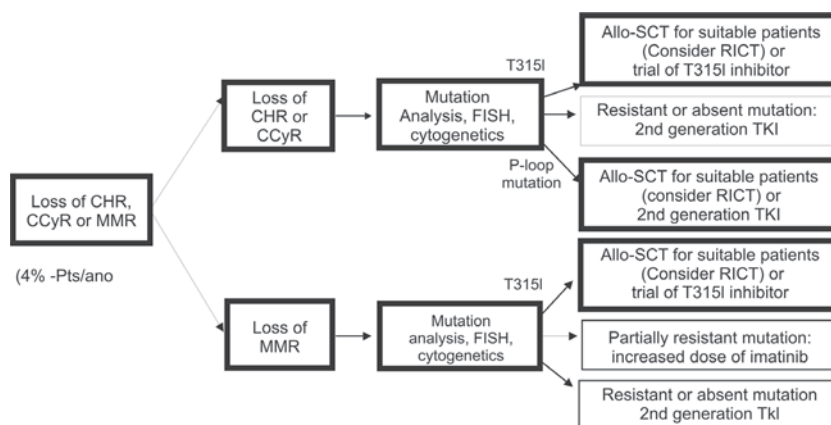 Loss of CHR,
CCyR or MMR
(4% -Pts/ano
Loss of
CHR or
CCyR
Mutation
Analysis, FISH,
cytogenetics
T315I
P-loop
mutation
Allo-SCT for suitable patients
(Consider RICT) or
trial of T315I inhibitor
Resistant or absent mutation:
2nd generation TKI
Allo-SCT for suitable patients
(consider RICT) or
2nd generation TKI
Loss of
MMR
Mutation
analysis, FISH,
cytogenetics
T315I
Allo-SCT for suitable patients
(Consider RICT) or
trial of T315I inhibitor
Partially resistant mutation:
increased dose of imatinib
Resistant or absent mutation
2nd generation TkI